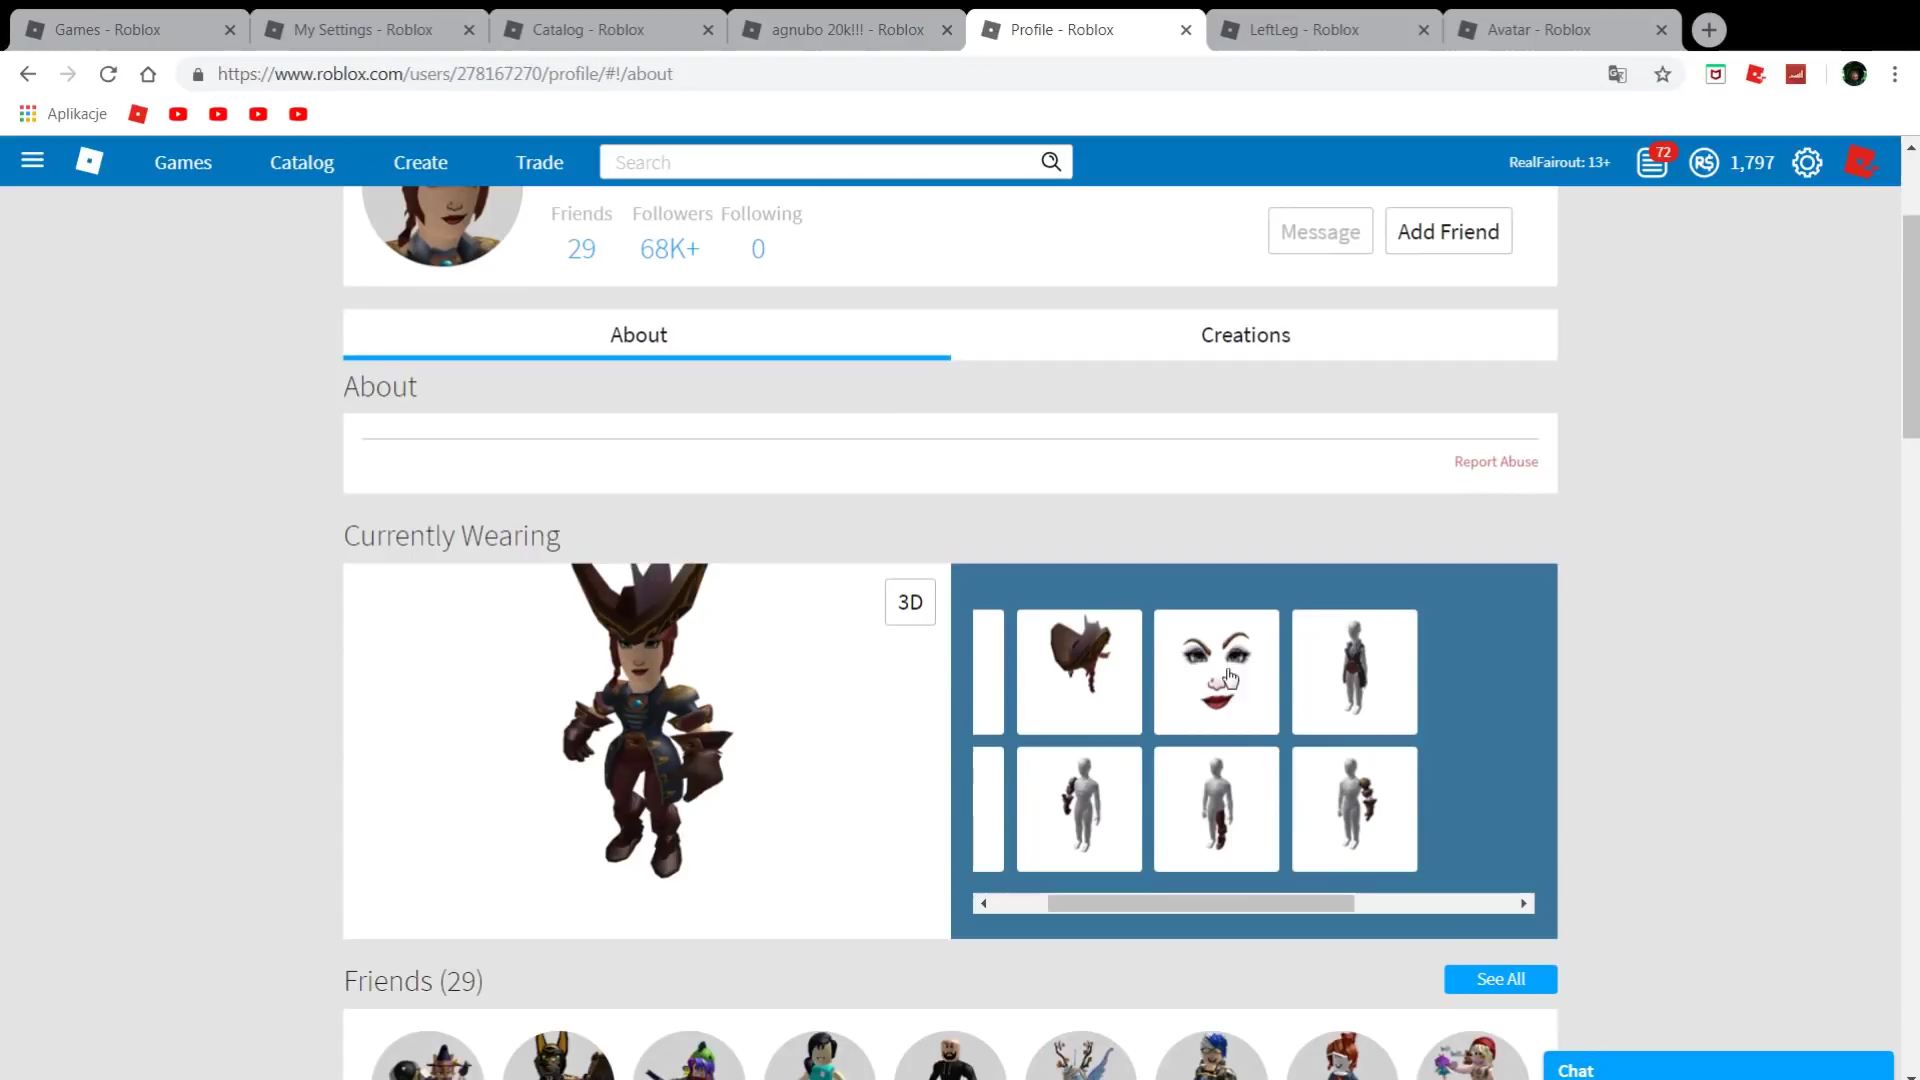 Games - Roblox
My Settings - Roblox
Catalog - Roblox
agnubo 20k!!! - Roblox
Profile - Roblox
LeftLeg - Roblox
Avatar - Roblox
https://www.roblox.com/users/278167270/profile/#!/about
Aplikacje
Games
Catalog
Create
Trade
Search
RealFairout: 13+
72
R$
1,797
Friends
Followers
Following
29
68K+
0
Message
Add Friend
About
Creations
About
Report Abuse
Currently Wearing
3D
Friends (29)
See All
Chat